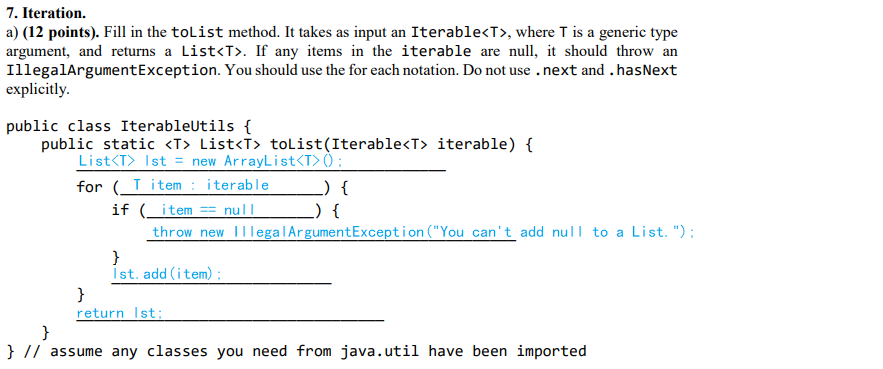 7. Iteration.
a) (12 points). Fill in the toList method. It takes as input an Iterable<T>, where T is a generic type
argument, and returns a List<T>. If any items in the iterable are null, it should throw an
IllegalArgumentException. You should use the for each notation. Do not use .next and .hasNext
explicitly.
public class IterableUtils {
public static <T> List<T> toList(Iterable<T> iterable) {
List<T> lst = new ArrayList<T>();
for (_T item : iterable______) {
if (_item == null_______) {
throw new IllegalArgumentException("You can't add null to a List.");
}
lst.add(item);
}
return lst;
}
} // assume any classes you need from java.util have been imported